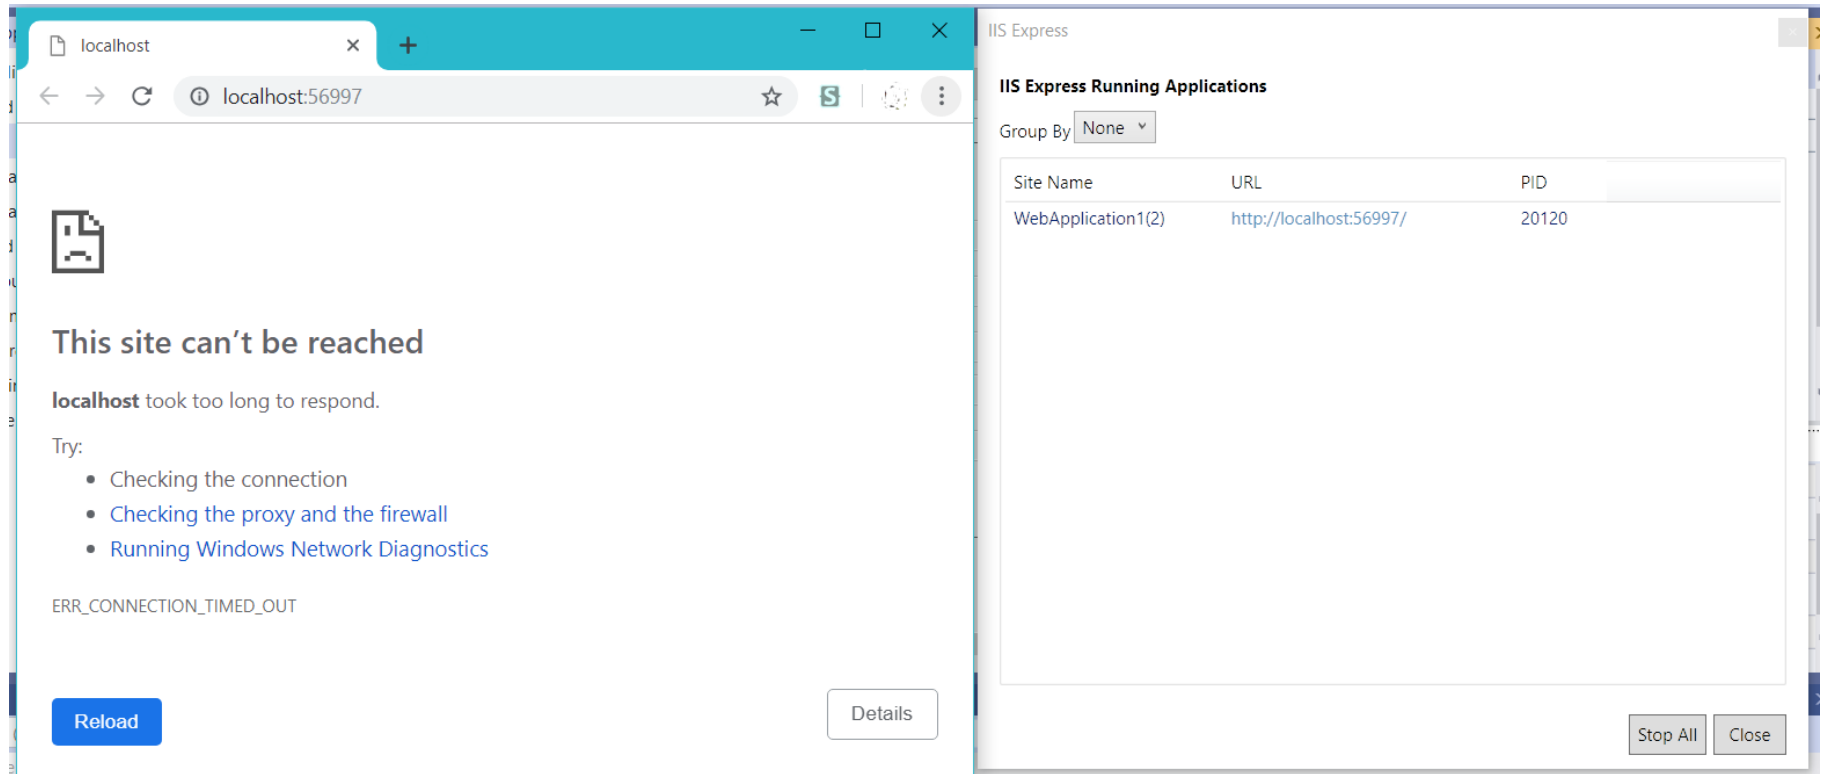 localhost
localhost:56997
This site can’t be reached
localhost took too long to respond.
Try:
Checking the connection
Checking the proxy and the firewall
Running Windows Network Diagnostics
ERR_CONNECTION_TIMED_OUT
Reload
Details
IIS Express
IIS Express Running Applications
Group By None
Site Name URL PID
WebApplication1(2) http://localhost:56997/ 20120
Stop All Close